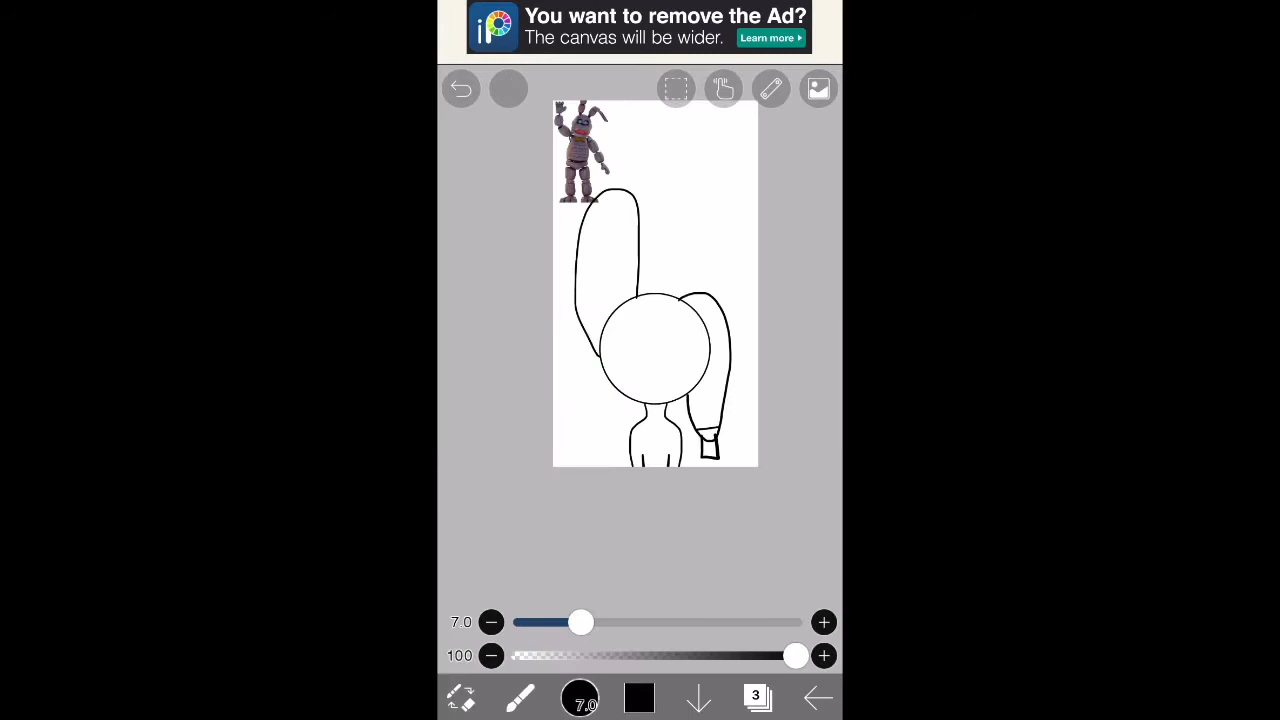 iP
You want to remove the Ad?
The canvas will be wider.
Learn more
7.0
100
7.0
3